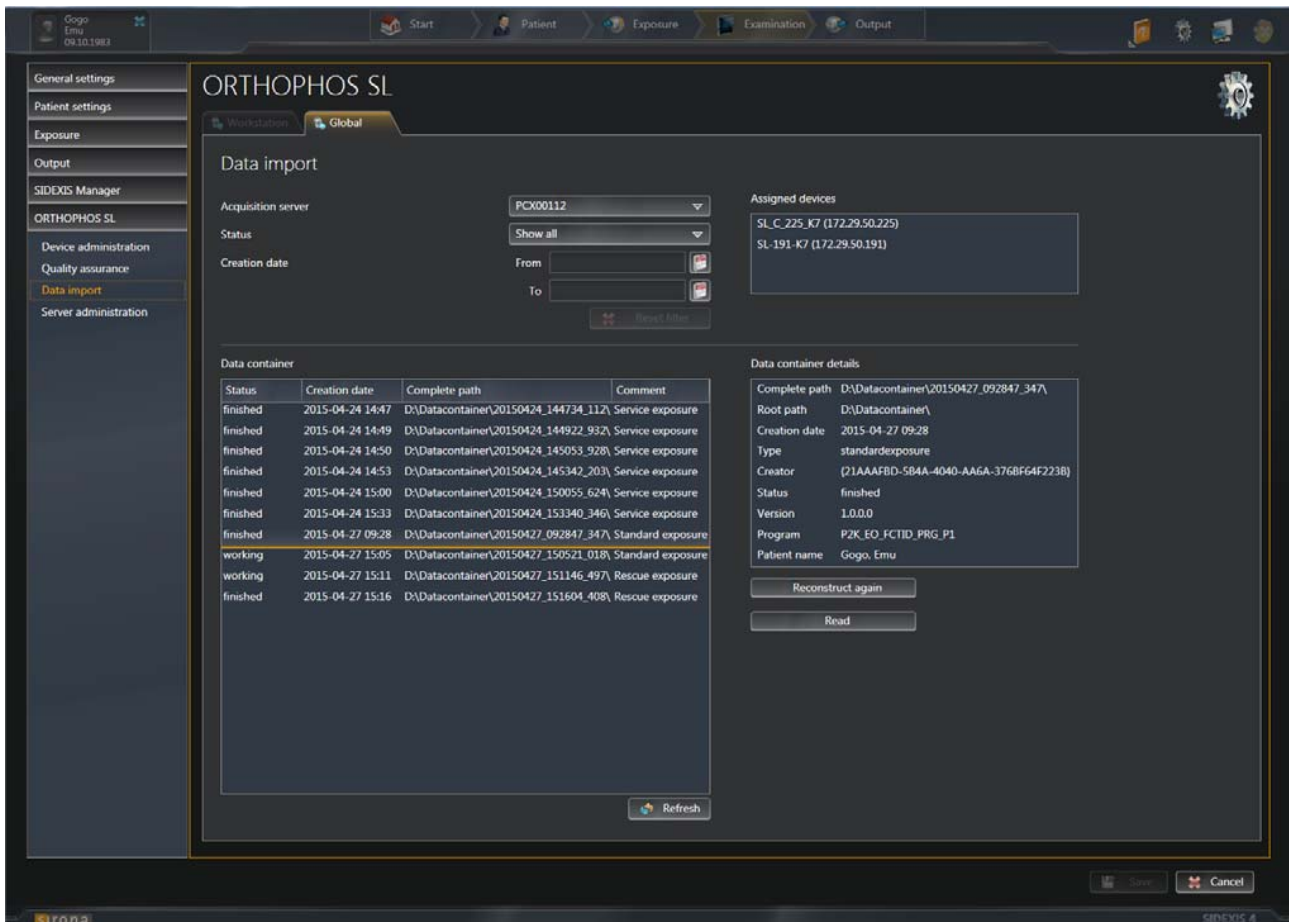 Gogo
Emu
09.10.1983
Start
Patient
Exposure
Examination
Output
General settings
Patient settings
Exposure
Output
SIDEXIS Manager
ORTHOPHOS SL
Device administration
Quality assurance
Data import
Server administration
ORTHOPHOS SL
Workstation
Global
Data import
Acquisition server PCX00112
Status Show all
Creation date From
To
Reset filter
Assigned devices
SL_C_225_K7 (172.29.50.225)
SL-191-K7 (172.29.50.191)
Data container
Status Creation date Complete path Comment
finished 2015-04-24 14:47 D:\Datacontainer\20150424_144734_112\ Service exposure
finished 2015-04-24 14:49 D:\Datacontainer\20150424_144922_932\ Service exposure
finished 2015-04-24 14:50 D:\Datacontainer\20150424_145053_928\ Service exposure
finished 2015-04-24 14:53 D:\Datacontainer\20150424_145342_203\ Service exposure
finished 2015-04-24 15:00 D:\Datacontainer\20150424_150055_624\ Service exposure
finished 2015-04-24 15:33 D:\Datacontainer\20150424_153340_346\ Service exposure
finished 2015-04-27 09:28 D:\Datacontainer\20150427_092847_347\ Standard exposure
working 2015-04-27 15:05 D:\Datacontainer\20150427_150521_018\ Standard exposure
working 2015-04-27 15:11 D:\Datacontainer\20150427_151146_497\ Rescue exposure
finished 2015-04-27 15:16 D:\Datacontainer\20150427_151604_408\ Rescue exposure
Refresh
Data container details
Complete path D:\Datacontainer\20150427_092847_347\
Root path D:\Datacontainer\
Creation date 2015-04-27 09:28
Type standardexposure
Creator {21AAAFBD-5B4A-4040-AA6A-376BF64F223B}
Status finished
Version 1.0.0.0
Program P2K_EO_FCTID_PRG_P1
Patient name Gogo, Emu
Reconstruct again
Read
Save
Cancel
sirona
SIDEXIS 4